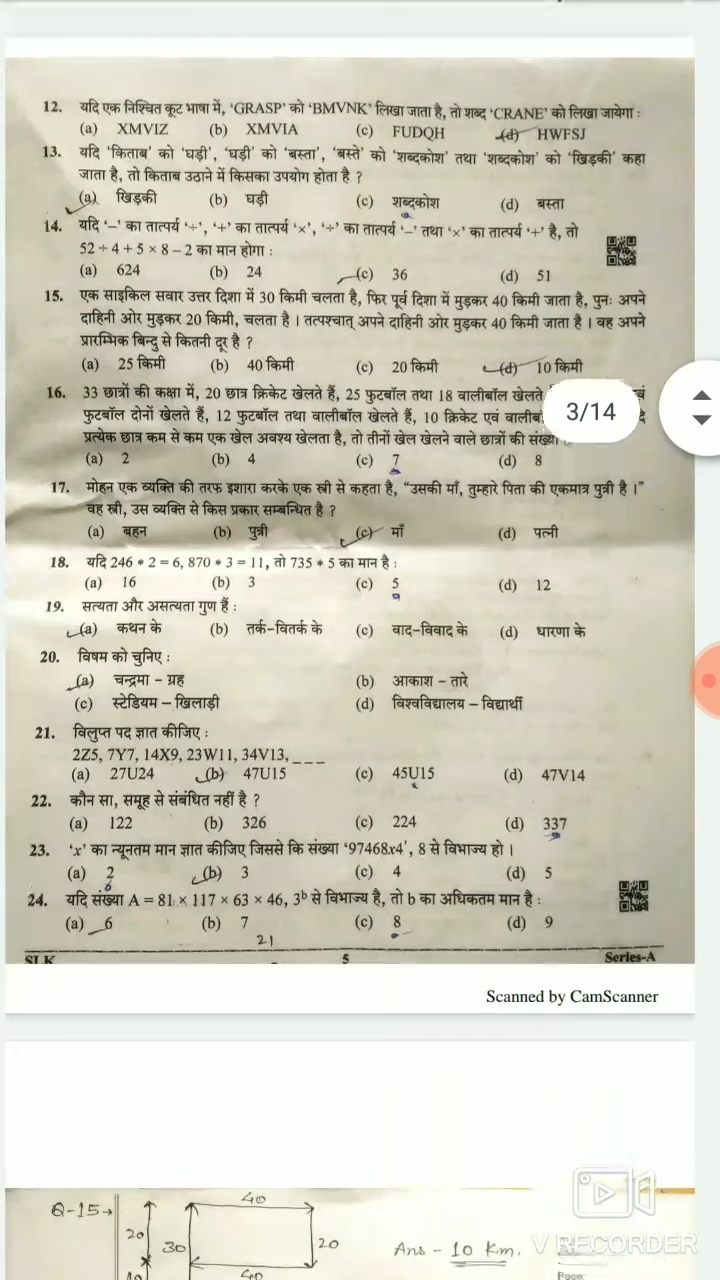 12. यदि एक निश्चित कूट भाषा में, 'GRASP' को 'BMVNK' लिखा जाता है, तो शब्द 'CRANE' को लिखा जायेगा :
(a) XMVIZ (b) XMVIA (c) FUDQH (d) HWFSJ
13. यदि 'किताब' को 'घड़ी', 'घड़ी' को 'बस्ता', 'बस्ते' को 'शब्दकोश' तथा 'शब्दकोश' को 'खिड़की' कहा
जाता है, तो किताब उठाने में किसका उपयोग होता है ?
(a) खिड़की (b) घड़ी (c) शब्दकोश (d) बस्ता
14. यदि '–' का तात्पर्य '÷', '+' का तात्पर्य '×', '÷' का तात्पर्य '–' तथा '×' का तात्पर्य '+' है, तो
52 ÷ 4 + 5 × 8 – 2 का मान होगा :
(a) 624 (b) 24 (c) 36 (d) 51
15. एक साइकिल सवार उत्तर दिशा में 30 किमी चलता है, फिर पूर्व दिशा में मुड़कर 40 किमी जाता है, पुनः अपने
दाहिनी ओर मुड़कर 20 किमी, चलता है । तत्पश्चात् अपने दाहिनी ओर मुड़कर 40 किमी जाता है । वह अपने
प्रारम्भिक बिन्दु से कितनी दूर है ?
(a) 25 किमी (b) 40 किमी (c) 20 किमी (d) 10 किमी
16. 33 छात्रों की कक्षा में, 20 छात्र क्रिकेट खेलते हैं, 25 फुटबॉल तथा 18 वालीबॉल खेलते
फुटबॉल दोनों खेलते हैं, 12 फुटबॉल तथा वालीबॉल खेलते हैं, 10 क्रिकेट एवं 3/14
प्रत्येक छात्र कम से कम एक खेल अवश्य खेलता है, तो तीनों खेल खेलने वाले छात्रों की संख्या
(a) 2 (b) 4 (c) 7 (d) 8
17. मोहन एक व्यक्ति की तरफ इशारा करके एक स्त्री से कहता है, "उसकी माँ, तुम्हारे पिता की एकमात्र पुत्री है ।"
वह स्त्री, उस व्यक्ति से किस प्रकार सम्बन्धित है ?
(a) बहन (b) पुत्री (c) माँ (d) पत्नी
18. यदि 246 * 2 = 6, 870 * 3 = 11, तो 735 * 5 का मान है :
(a) 16 (b) 3 (c) 5 (d) 12
19. सत्यता और असत्यता गुण हैं :
(a) कथन के (b) तर्क-वितर्क के (c) वाद-विवाद के (d) धारणा के
20. विषम को चुनिए :
(a) चन्द्रमा – ग्रह (b) आकाश – तारे
(c) स्टेडियम – खिलाड़ी (d) विश्वविद्यालय – विद्यार्थी
21. विलुप्त पद ज्ञात कीजिए :
2Z5, 7Y7, 14X9, 23W11, 34V13, _ _ _
(a) 27U24 (b) 47U15 (c) 45U15 (d) 47V14
22. कौन सा, समूह से संबंधित नहीं है ?
(a) 122 (b) 326 (c) 224 (d) 337
23. 'x' का न्यूनतम मान ज्ञात कीजिए जिससे कि संख्या '97468x4', 8 से विभाज्य हो ।
(a) 2 (b) 3 (c) 4 (d) 5
24. यदि संख्या A = 81 × 117 × 63 × 46, 3ᵇ से विभाज्य है, तो b का अधिकतम मान है :
(a) 6 (b) 7 (c) 8 (d) 9
21
SLK 5 Series-A
Scanned by CamScanner
Q-15→ 40
20 30 20 Ans - 10 Km. V RECORDER
40